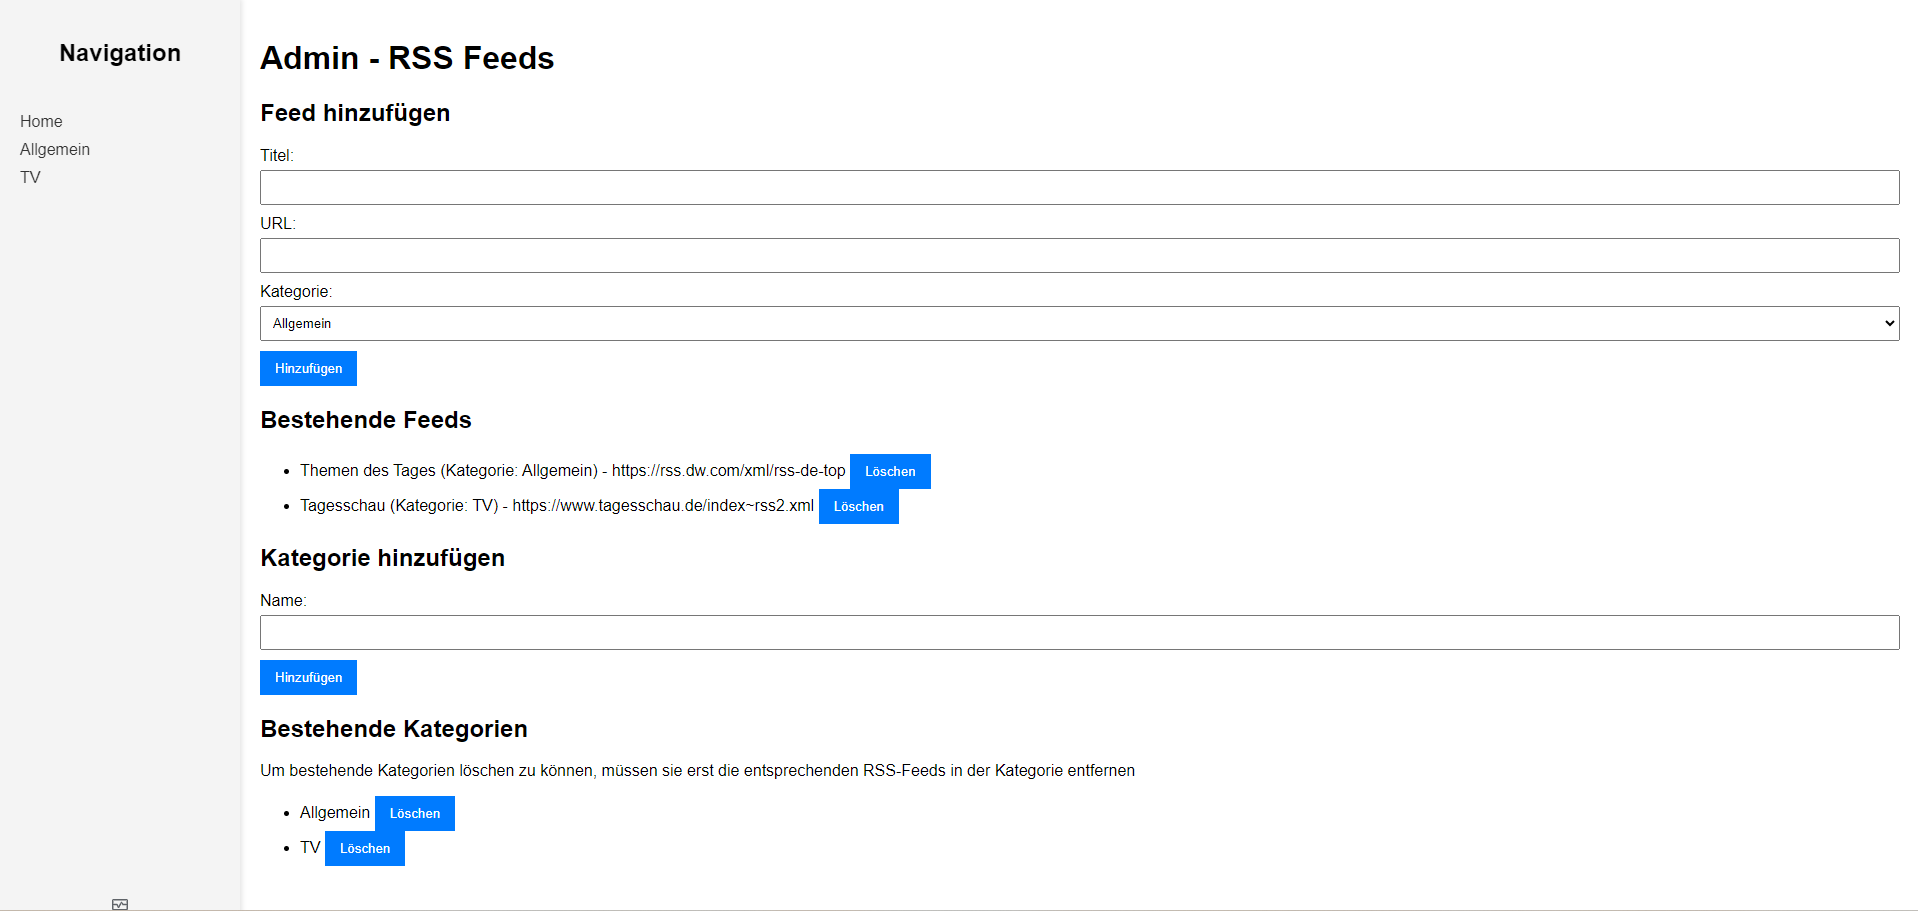 Navigation
Home
Allgemein
TV
Admin - RSS Feeds
Feed hinzufügen
Titel:
URL:
Kategorie:
Allgemein
Hinzufügen
Bestehende Feeds
Themen des Tages (Kategorie: Allgemein) - https://rss.dw.com/xml/rss-de-top Löschen
Tagesschau (Kategorie: TV) - https://www.tagesschau.de/index~rss2.xml Löschen
Kategorie hinzufügen
Name:
Hinzufügen
Bestehende Kategorien
Um bestehende Kategorien löschen zu können, müssen sie erst die entsprechenden RSS-Feeds in der Kategorie entfernen
Allgemein Löschen
TV Löschen